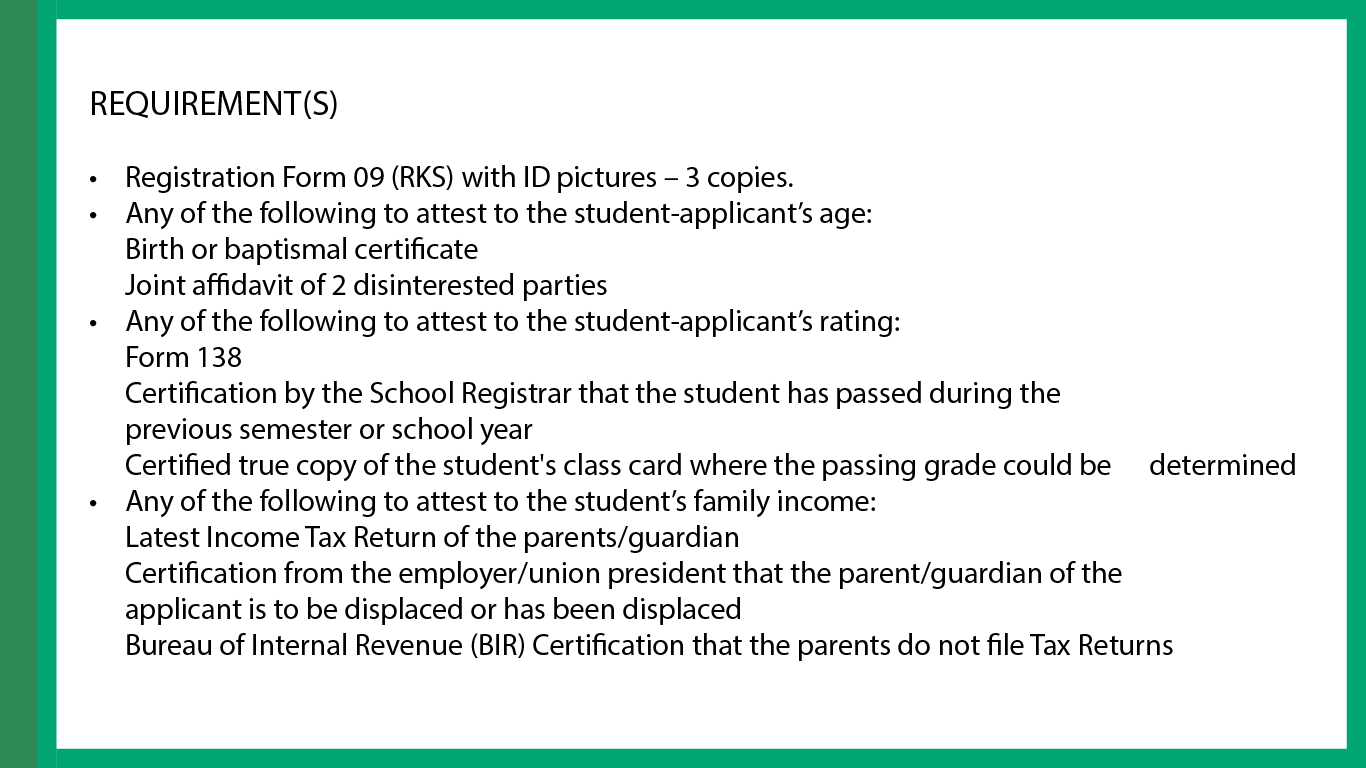 REQUIREMENT(S)
• Registration Form 09 (RKS) with ID pictures – 3 copies.
• Any of the following to attest to the student-applicant’s age:
Birth or baptismal certificate
Joint affidavit of 2 disinterested parties
• Any of the following to attest to the student-applicant’s rating:
Form 138
Certification by the School Registrar that the student has passed during the
previous semester or school year
Certified true copy of the student's class card where the passing grade could be determined
• Any of the following to attest to the student’s family income:
Latest Income Tax Return of the parents/guardian
Certification from the employer/union president that the parent/guardian of the
applicant is to be displaced or has been displaced
Bureau of Internal Revenue (BIR) Certification that the parents do not file Tax Returns